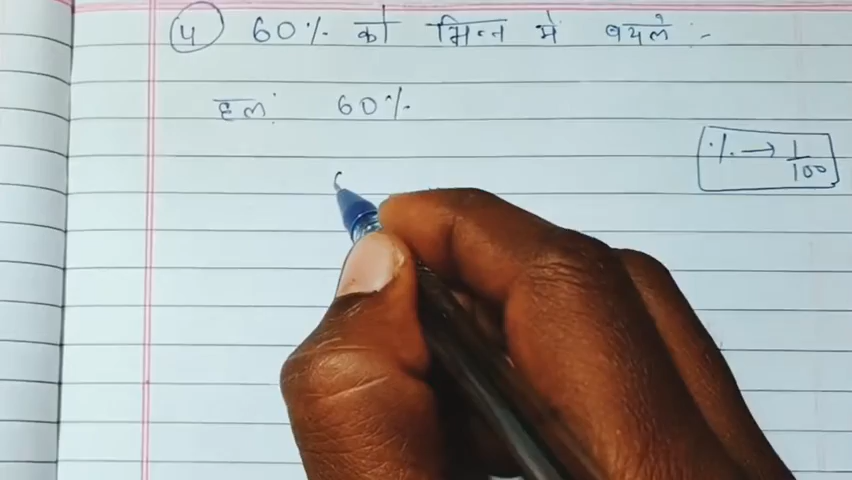 4 60% को भिन्न में बदले :-
हल: 60%
% → 1/100